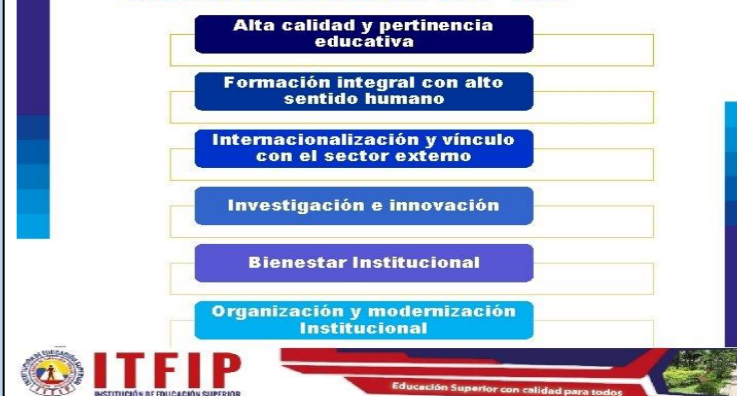 Alta calidad y pertinencia
educativa
Formación integral con alto
sentido humano
Internacionalización y vínculo
con el sector externo
Investigación e innovación
Bienestar Institucional
Organización y modernización
Institucional
ITFIP
INSTITUCIÓN DE EDUCACIÓN SUPERIOR
Educación Superior con calidad para todos